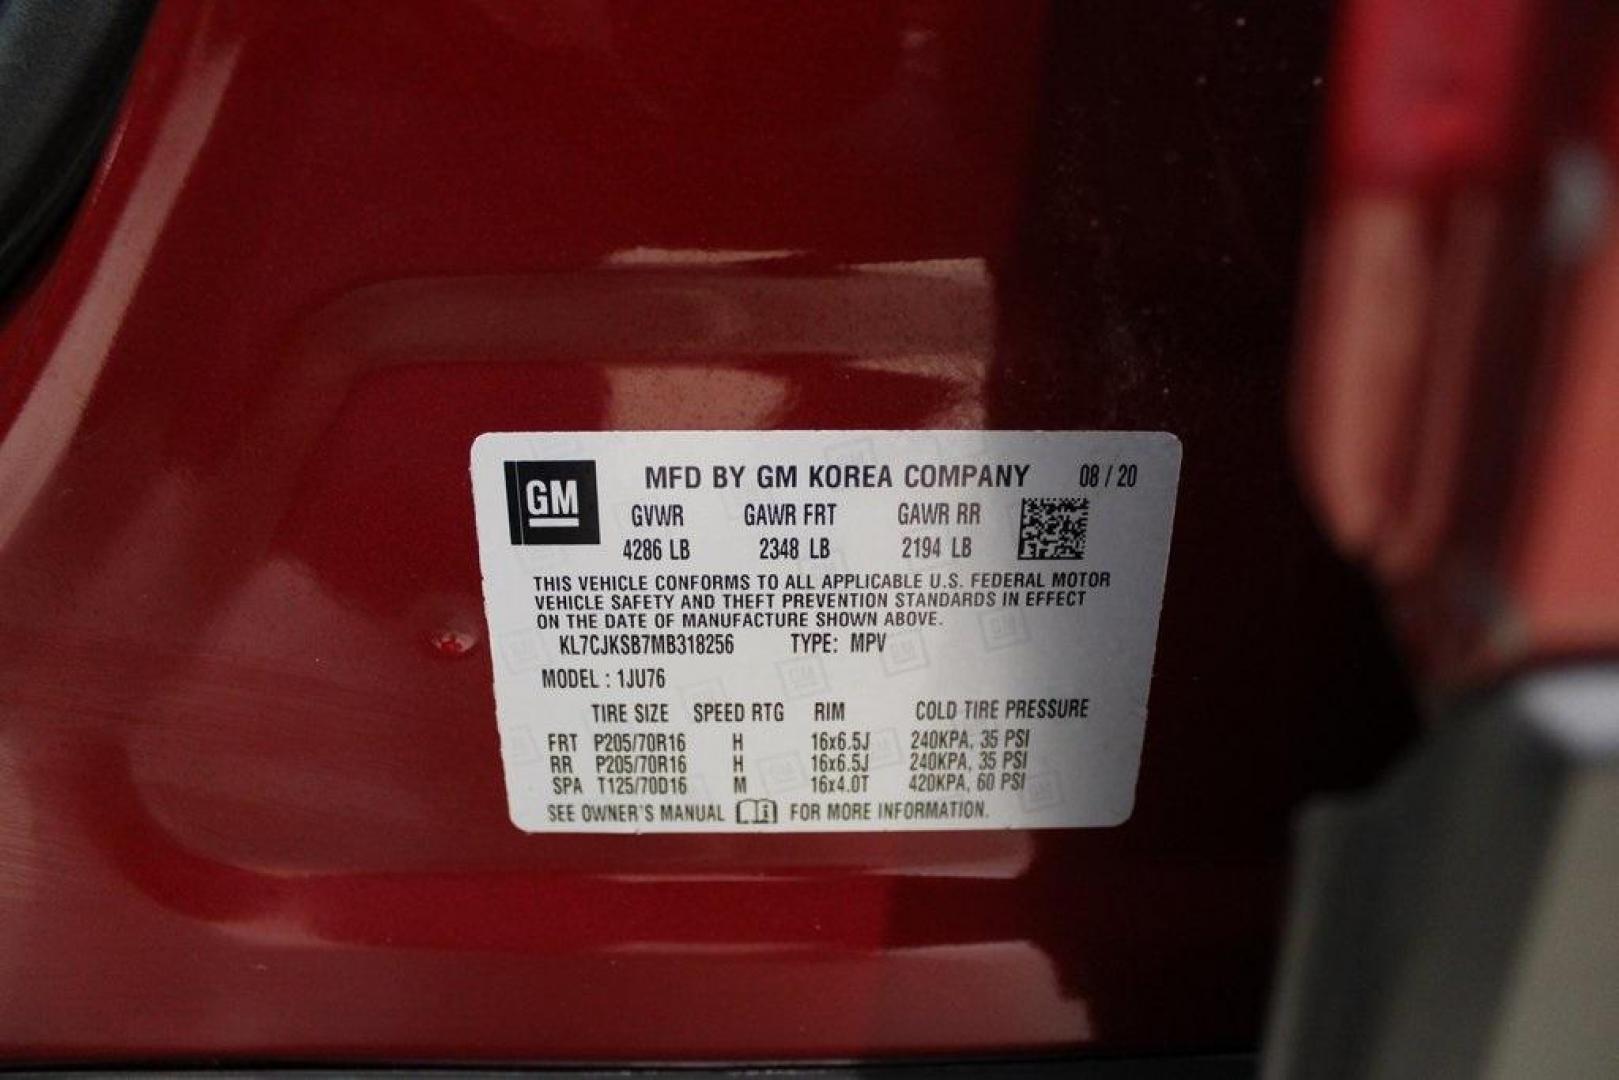 GM
MFD BY GM KOREA COMPANY 08 / 20
GVWR GAWR FRT GAWR RR
4286 LB 2348 LB 2194 LB
THIS VEHICLE CONFORMS TO ALL APPLICABLE U.S. FEDERAL MOTOR
VEHICLE SAFETY AND THEFT PREVENTION STANDARDS IN EFFECT
ON THE DATE OF MANUFACTURE SHOWN ABOVE.
KL7CJKSB7MB318256 TYPE: MPV
MODEL : 1JU76
TIRE SIZE SPEED RTG RIM COLD TIRE PRESSURE
FRT P205/70R16 H 16x6.5J 240KPA, 35 PSI
RR P205/70R16 H 16x6.5J 240KPA, 35 PSI
SPA T125/70D16 M 16x4.0T 420KPA, 60 PSI
SEE OWNER'S MANUAL FOR MORE INFORMATION.